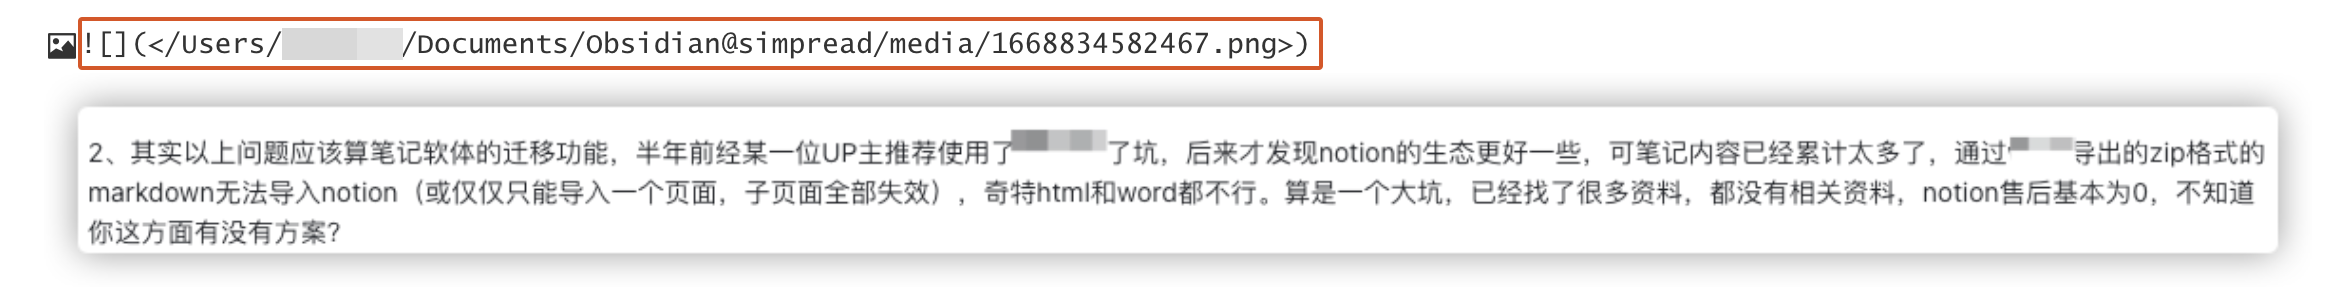 ![](</Users/ /Documents/Obsidian@simpread/media/1668834582467.png>)
2、其实以上问题应该算笔记软体的迁移功能，半年前经某一位UP主推荐使用了 了坑，后来才发现notion的生态更好一些，可笔记内容已经累计太多了，通过 导出的zip格式的
markdown无法导入notion（或仅仅只能导入一个页面，子页面全部失效），奇特html和word都不行。算是一个大坑，已经找了很多资料，都没有相关资料，notion售后基本为0，不知道
你这方面有没有方案？